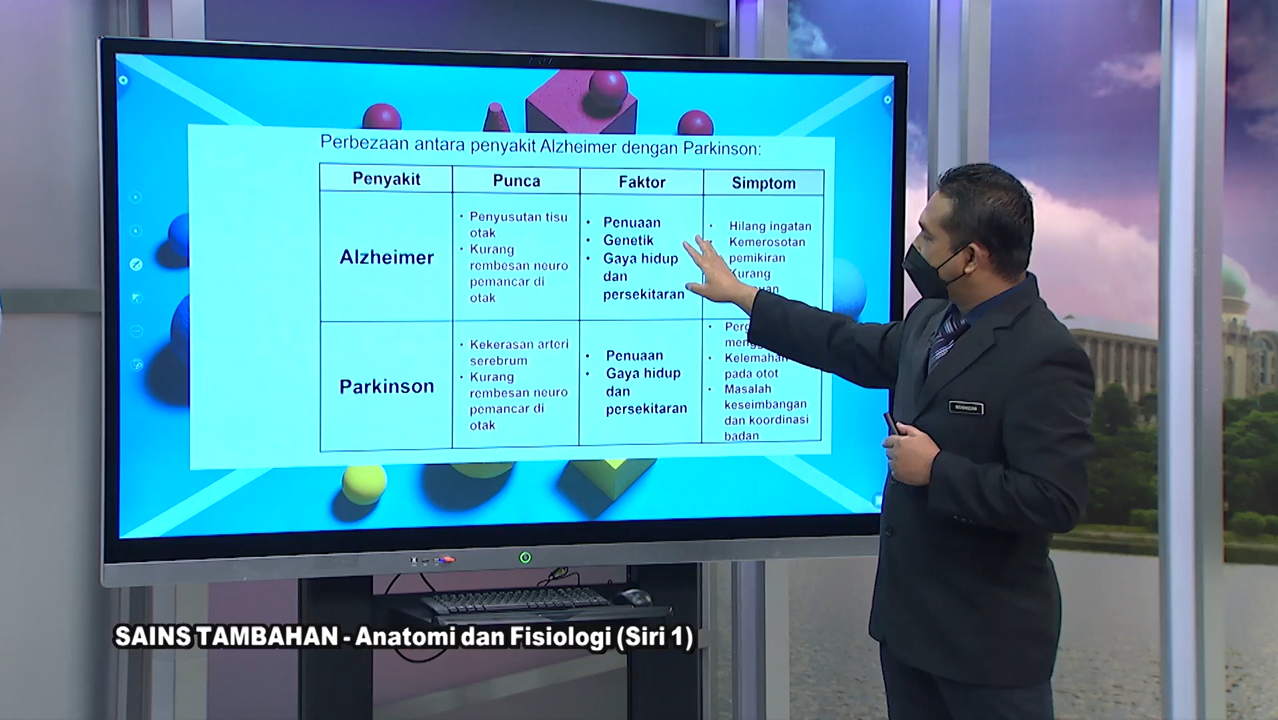 Perbezaan antara penyakit Alzheimer dengan Parkinson:
Penyakit Punca Faktor Simptom
Alzheimer
• Penyusutan tisu
otak
• Kurang
rembesan neuro
pemancar di
otak
• Penuaan
• Genetik
• Gaya hidup
dan
persekitaran
• Hilang ingatan
Kemerosotan
pemikiran
Kurang
Parkinson
• Kekerasan arteri
serebrum
• Kurang
rembesan neuro
pemancar di
otak
• Penuaan
• Gaya hidup
dan
persekitaran
• Kelemahan
pada otot
• Masalah
keseimbangan
dan koordinasi
badan
SAINS TAMBAHAN - Anatomi dan Fisiologi (Siri 1)